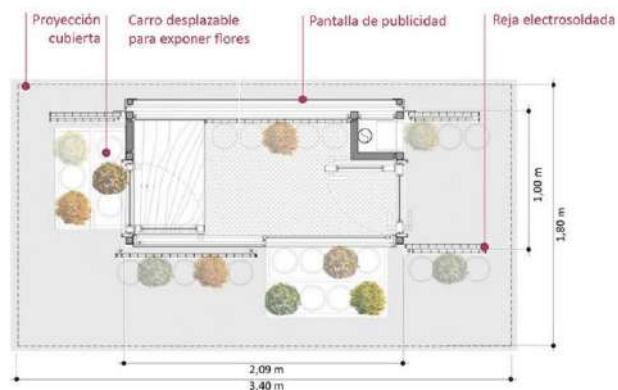 Proyección
cubierta
Carro desplazable
para exponer flores
Pantalla de publicidad
Reja electrosoldada
1,00 m
1,80 m
2,09 m
3.40 m